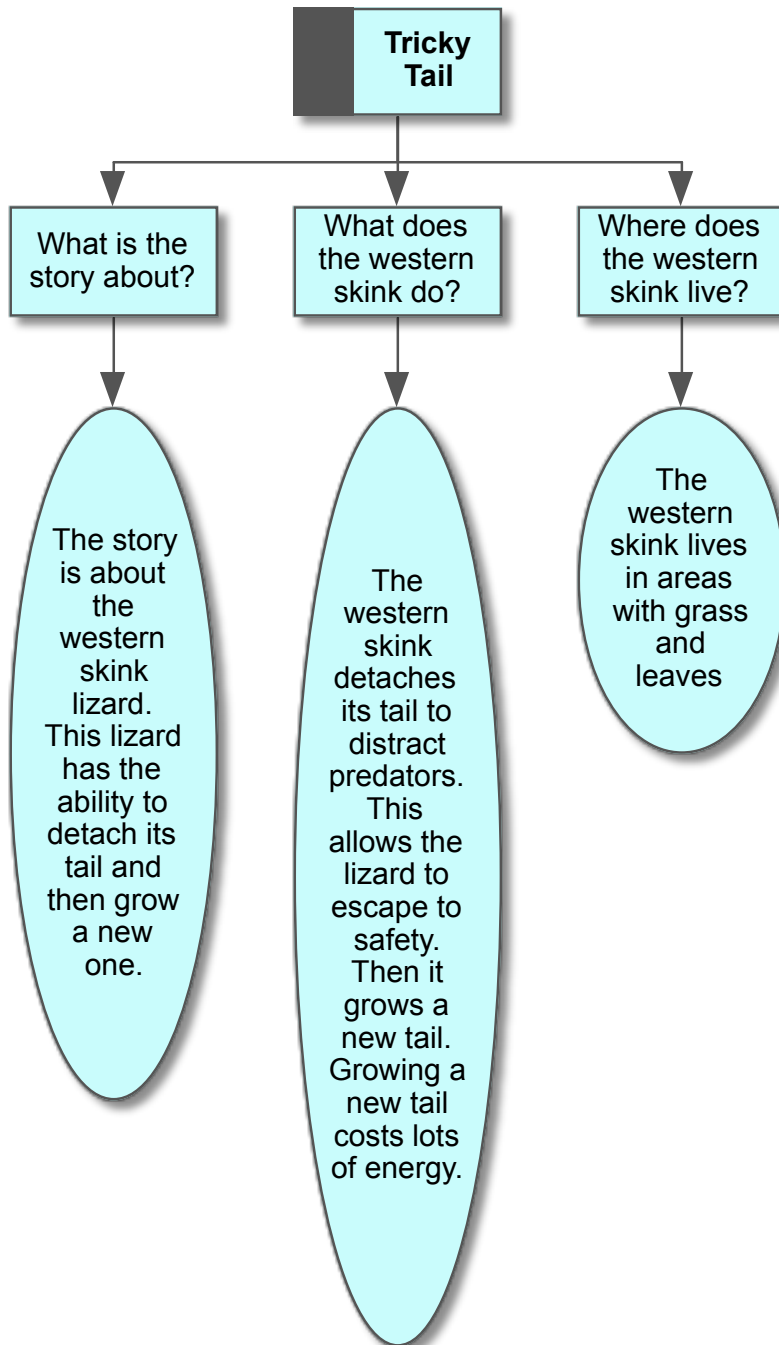 Tricky
Tail
What is the
story about?
What does
the western
skink do?
Where does
the western
skink live?
The story
is about
the
western
skink
lizard.
This lizard
has the
ability to
detach its
tail and
then grow
a new
one.
The
western
skink
detaches
its tail to
distract
predators.
This
allows the
lizard to
escape to
safety.
Then it
grows a
new tail.
Growing a
new tail
costs lots
of energy.
The
western
skink lives
in areas
with grass
and
leaves